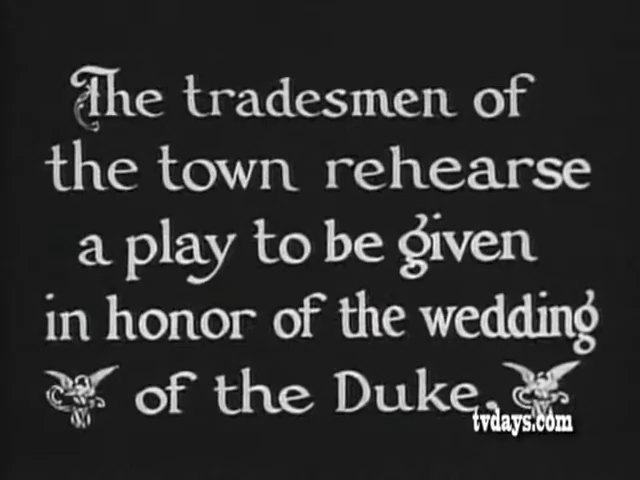 The tradesmen of
the town rehearse
a play to be given
in honor of the wedding
of the Duke.
tvdays.com